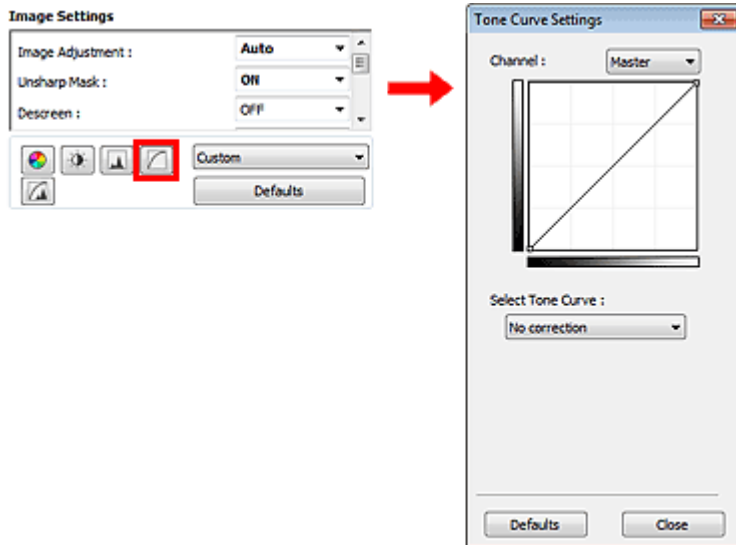 Image Settings
Image Adjustment :
Auto
Unsharp Mask :
ON
Descreen :
OFF
Custom
Defaults
Tone Curve Settings
Channel :
Master
Select Tone Curve :
No correction
Defaults
Close